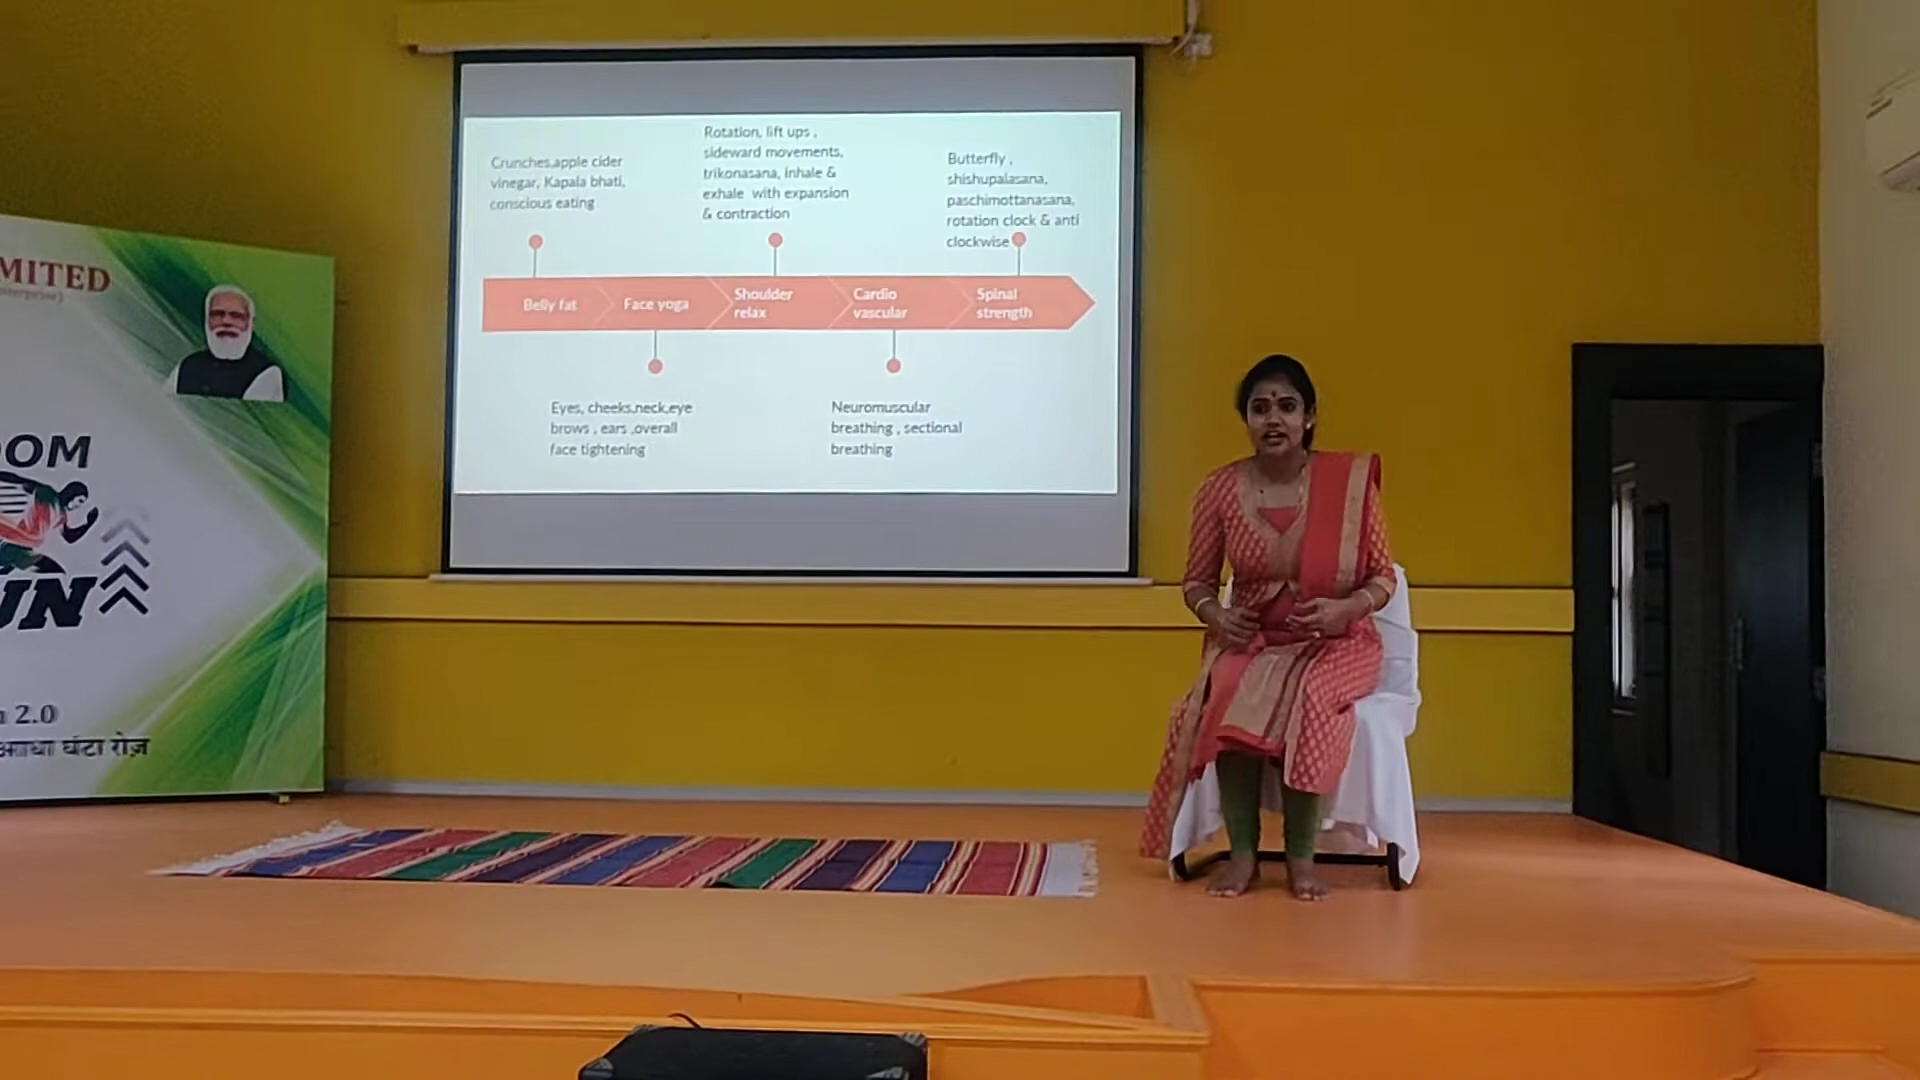 Crunches,apple cider
vinegar, Kapala bhati,
conscious eating
Rotation, lift ups ,
sideward movements,
trikonasana, inhale &
exhale with expansion
& contraction
Butterfly ,
shishupalasana,
paschimottanasana,
rotation clock & anti
clockwise
Belly fat
Face yoga
Shoulder
relax
Cardio
vascular
Spinal
strength
Eyes, cheeks,neck,eye
brows , ears ,overall
face tightening
Neuromuscular
breathing , sectional
breathing
MITED
OOM
UN
2.0
आधा घंटा रोज़